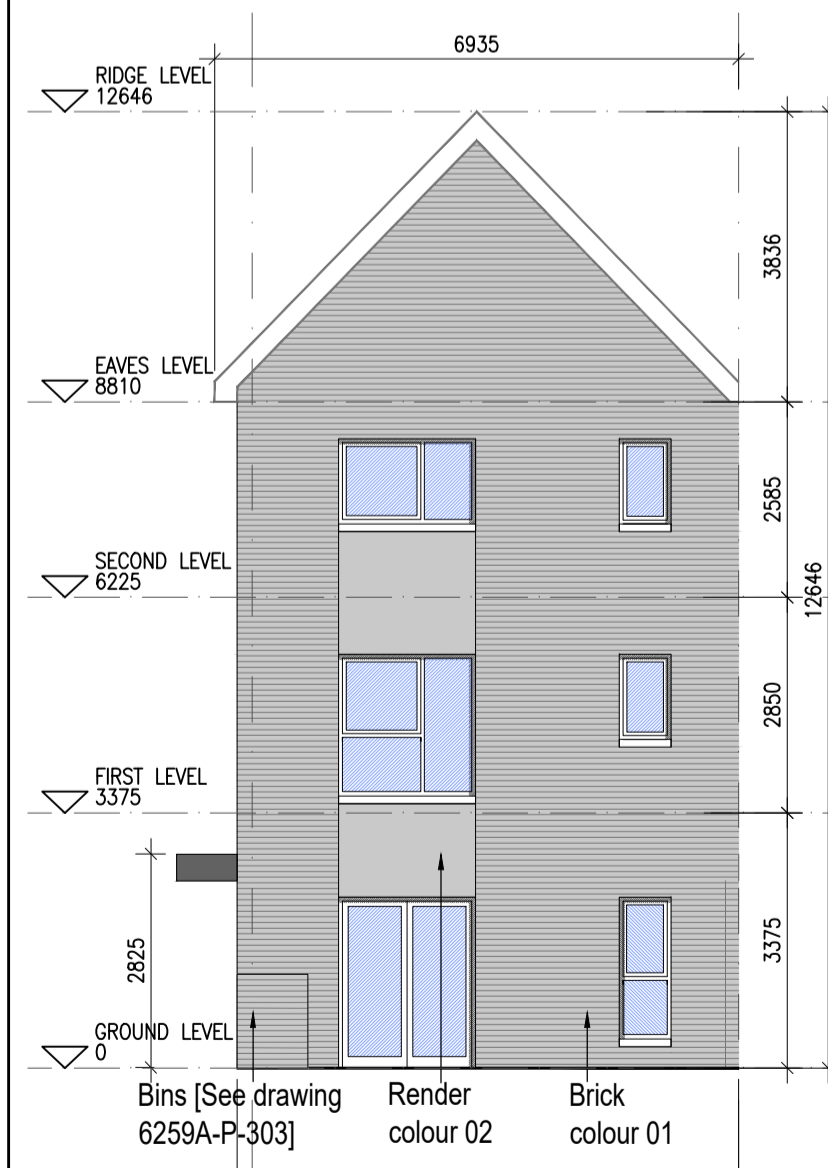 6935
RIDGE LEVEL
12646
3836
EAVES LEVEL
8810
2585
SECOND LEVEL
6225
12646
2850
FIRST LEVEL
3375
2825
3375
GROUND LEVEL
0
Bins [See drawing
6259A-P-303]
Render
colour 02
Brick
colour 01